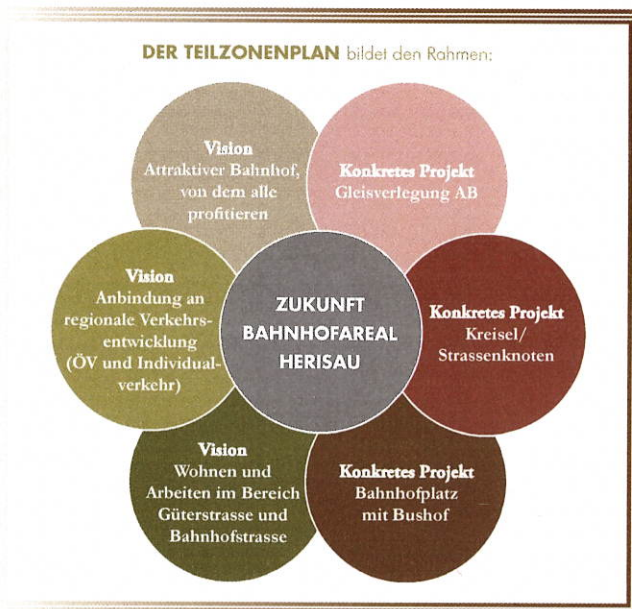 DER TEILZONENPLAN bildet den Rahmen:
Vision
Attraktiver Bahnhof,
von dem alle
profitieren
Konkretes Projekt
Gleisverlegung AB
Vision
Anbindung an
regionale Verkehrs-
entwicklung
(ÖV und Individual-
verkehr)
ZUKUNFT
BAHNHOFAREAL
HERISAU
Konkretes Projekt
Kreisel/
Strassenknoten
Vision
Wohnen und
Arbeiten im Bereich
Güterstrasse und
Bahnhofstrasse
Konkretes Projekt
Bahnhofplatz
mit Bushof